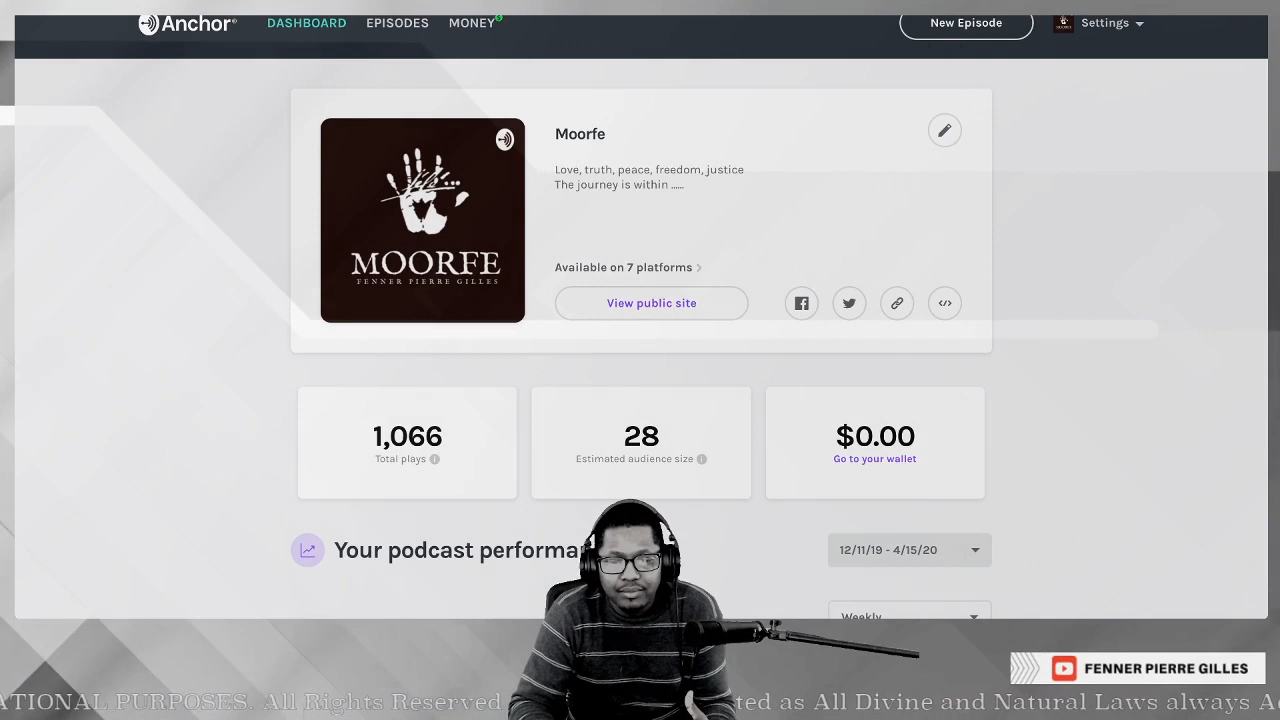 Anchor
DASHBOARD EPISODES MONEY
New Episode
Settings
Moorfe
Love, truth, peace, freedom, justice
The journey is within ......
MOORFE
FENNER PIERRE GILLES
Available on 7 platforms
View public site
1,066
Total plays
28
Estimated audience size
$0.00
Go to your wallet
Your podcast performa
12/11/19 - 4/15/20
Weekly
FENNER PIERRE GILLES
ATIONAL PURPOSES. All Rights Reserved ted as All Divine and Natural Laws always A